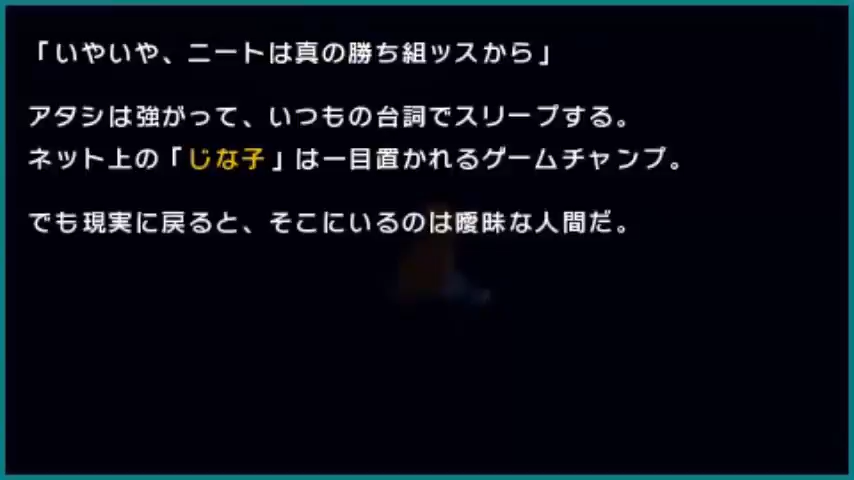 「いやいや、ニートは真の勝ち組ッスから」
アタシは強がって、いつもの台詞でスリープする。
ネット上の「じな子」は一目置かれるゲームチャンプ。
でも現実に戻ると、そこにいるのは曖昧な人間だ。